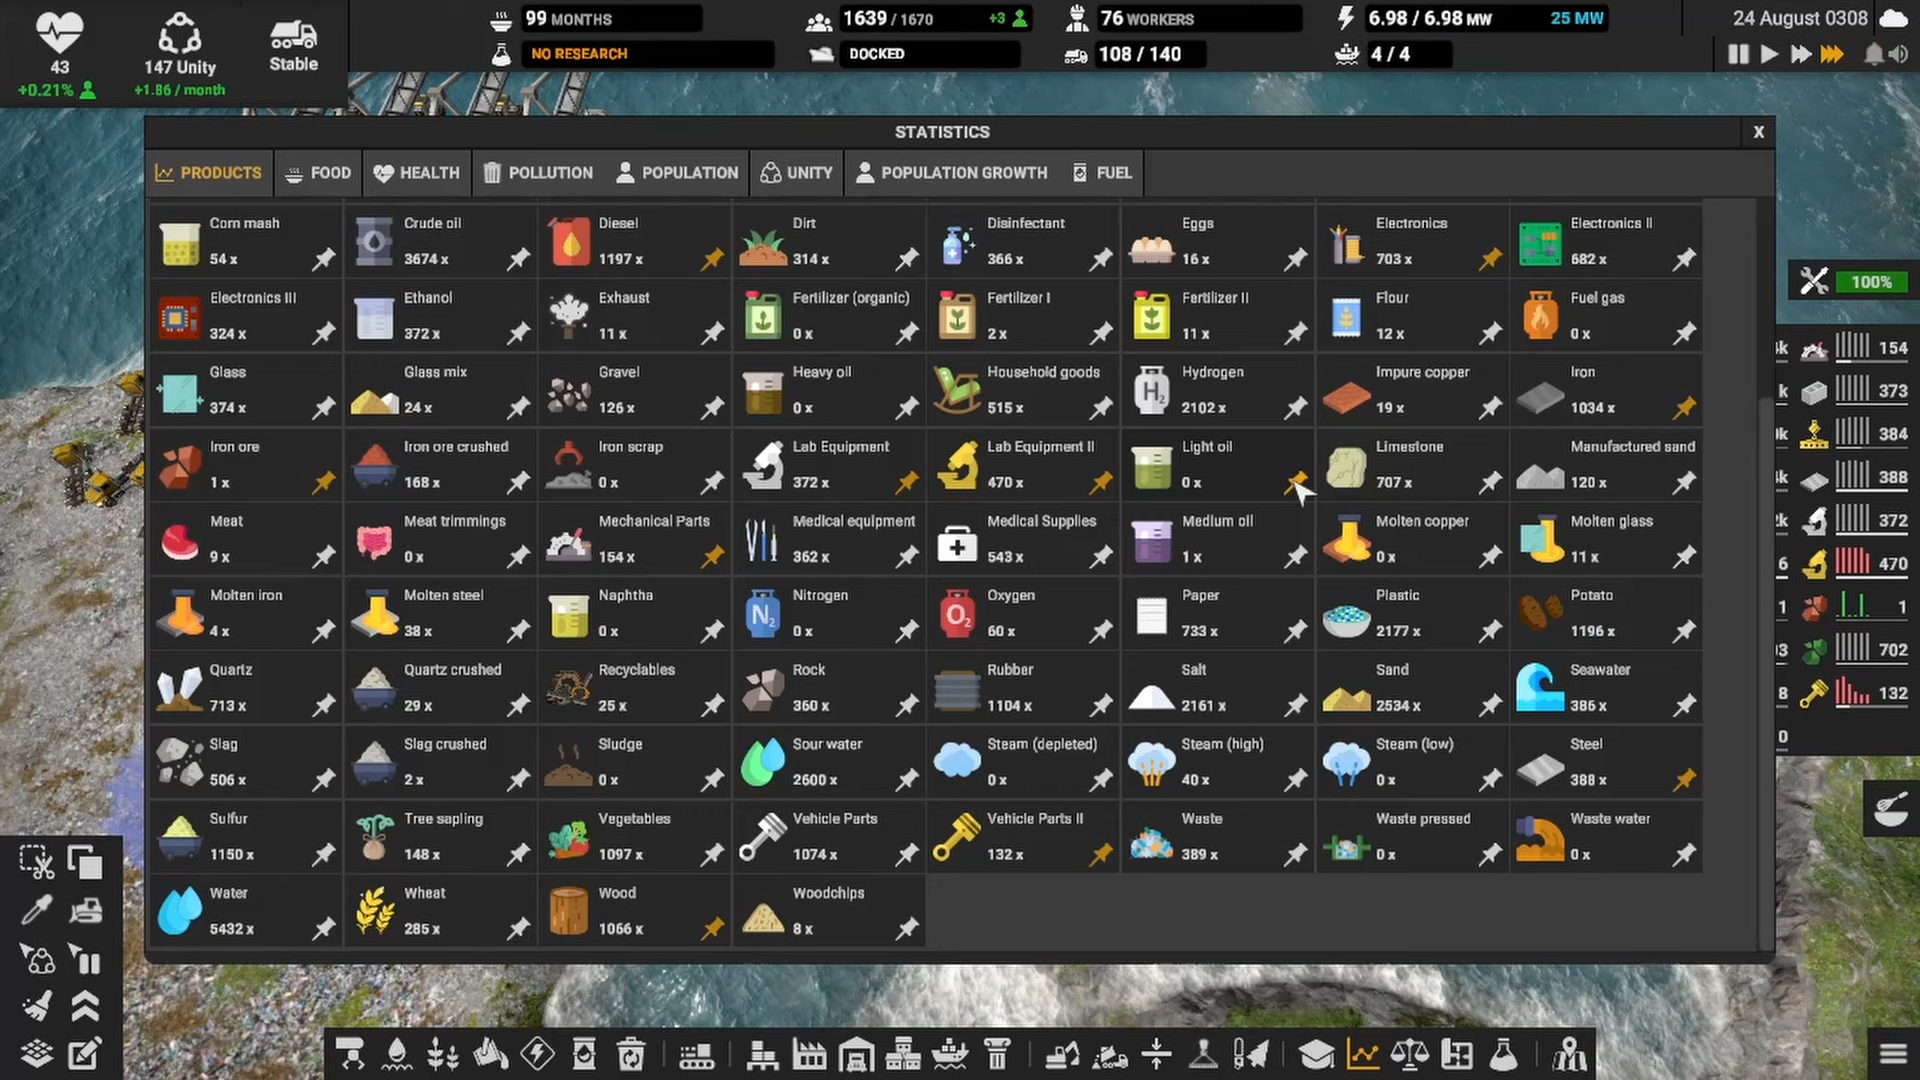 99 MONTHS
1639 / 1670 +3
76 WORKERS
6.98 / 6.98 MW 25 MW
24 August 0308
NO RESEARCH
DOCKED
108 / 140
4 / 4
43
+0.21%
147 Unity
+1.86 / month
Stable
STATISTICS
X
PRODUCTS FOOD HEALTH POLLUTION POPULATION UNITY POPULATION GROWTH FUEL
Corn mash Crude oil Diesel Dirt Disinfectant Eggs Electronics Electronics II
54 x 3674 x 1197 x 314 x 366 x 16 x 703 x 682 x
Electronics III Ethanol Exhaust Fertilizer (organic) Fertilizer I Fertilizer II Flour Fuel gas
324 x 372 x 11 x 0 x 2 x 11 x 12 x 0 x
Glass Glass mix Gravel Heavy oil Household goods Hydrogen Impure copper Iron
374 x 24 x 126 x 0 x 515 x H2 2102 x 19 x 1034 x
Iron ore Iron ore crushed Iron scrap Lab Equipment Lab Equipment II Light oil Limestone Manufactured sand
1 x 168 x 0 x 372 x 470 x 0 x 707 x 120 x
Meat Meat trimmings Mechanical Parts Medical equipment Medical Supplies Medium oil Molten copper Molten glass
9 x 0 x 154 x 362 x 543 x 1 x 0 x 11 x
Molten iron Molten steel Naphtha Nitrogen Oxygen Paper Plastic Potato
4 x 38 x 0 x N2 0 x O2 60 x 733 x 2177 x 1196 x
Quartz Quartz crushed Recyclables Rock Rubber Salt Sand Seawater
713 x 29 x 25 x 360 x 1104 x 2161 x 2534 x 386 x
Slag Slag crushed Sludge Sour water Steam (depleted) Steam (high) Steam (low) Steel
506 x 2 x 0 x 2600 x 0 x 40 x 0 x 388 x
Sulfur Tree sapling Vegetables Vehicle Parts Vehicle Parts II Waste Waste pressed Waste water
1150 x 148 x 1097 x 1074 x 132 x 389 x 0 x 0 x
Water Wheat Wood Woodchips
5432 x 285 x 1066 x 8 x
100%
k 154
k 373
k 384
k 388
k 372
6 470
1 1
3 702
8 132
0